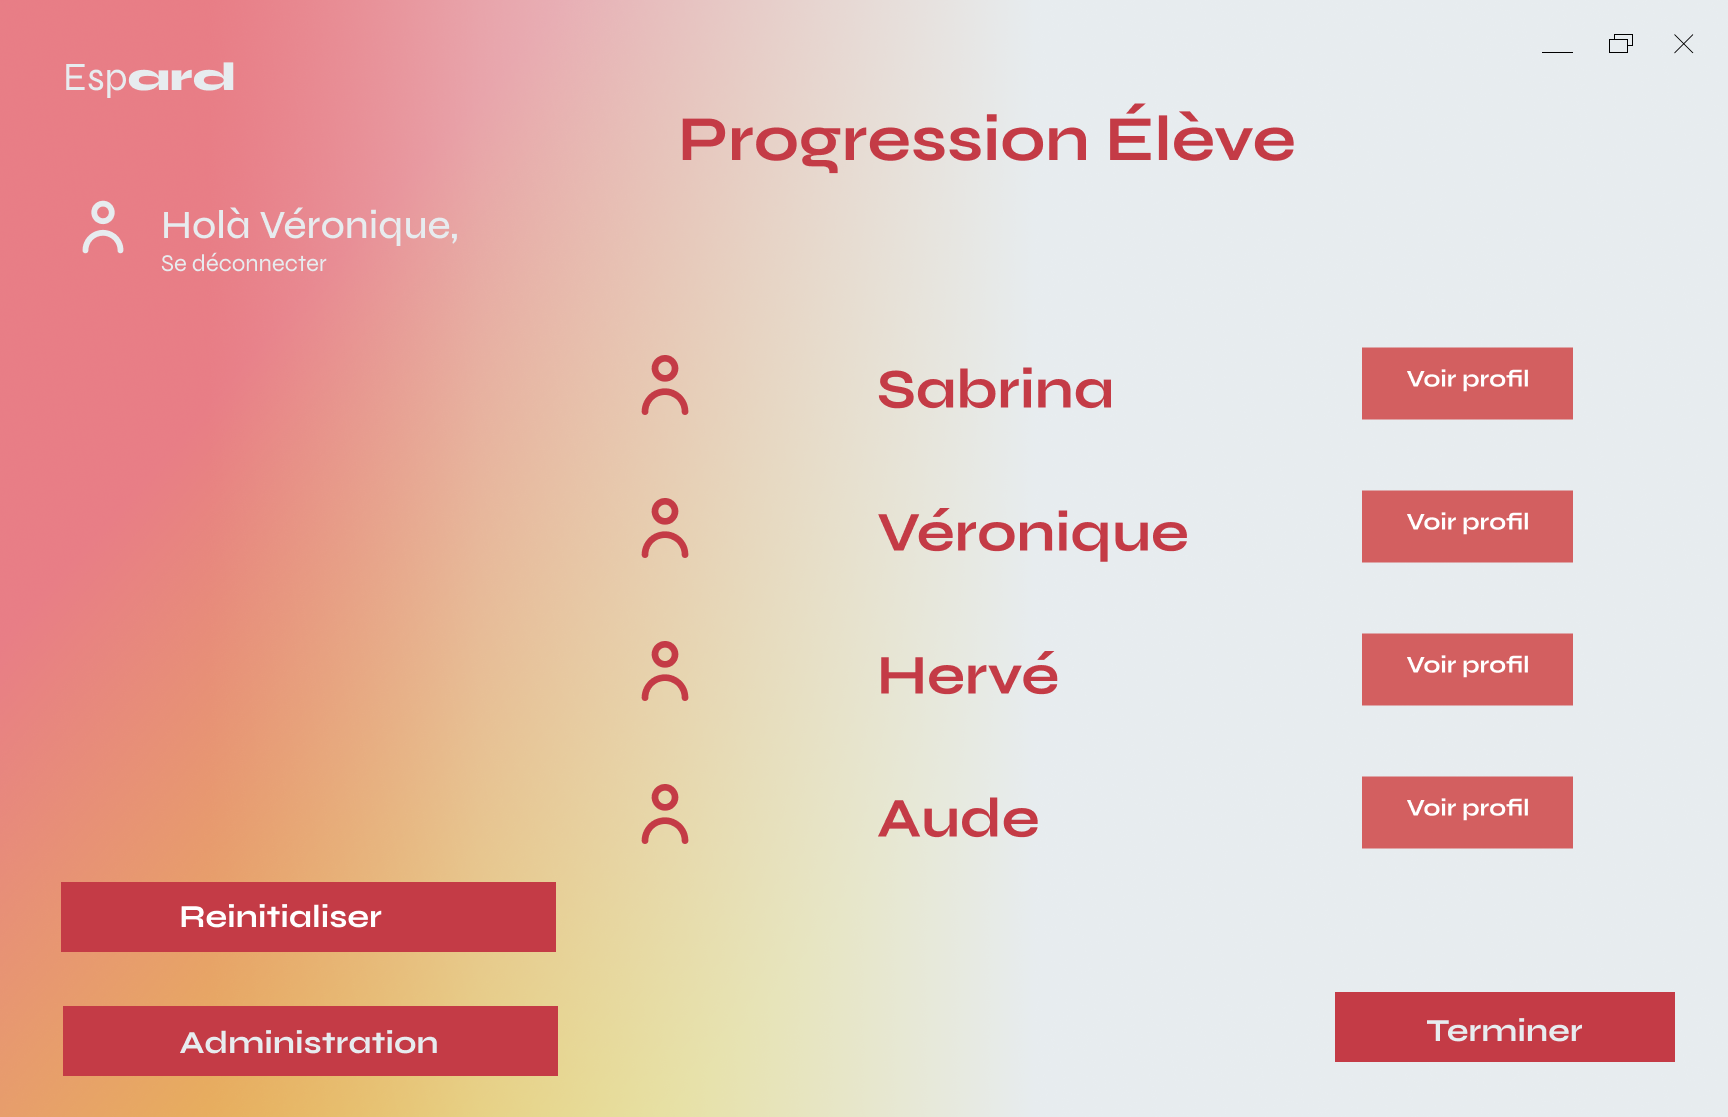 Espard
Progression Élève
Holà Véronique,
Se déconnecter
Sabrina
Voir profil
Véronique
Voir profil
Hervé
Voir profil
Aude
Voir profil
Reinitialiser
Administration
Terminer